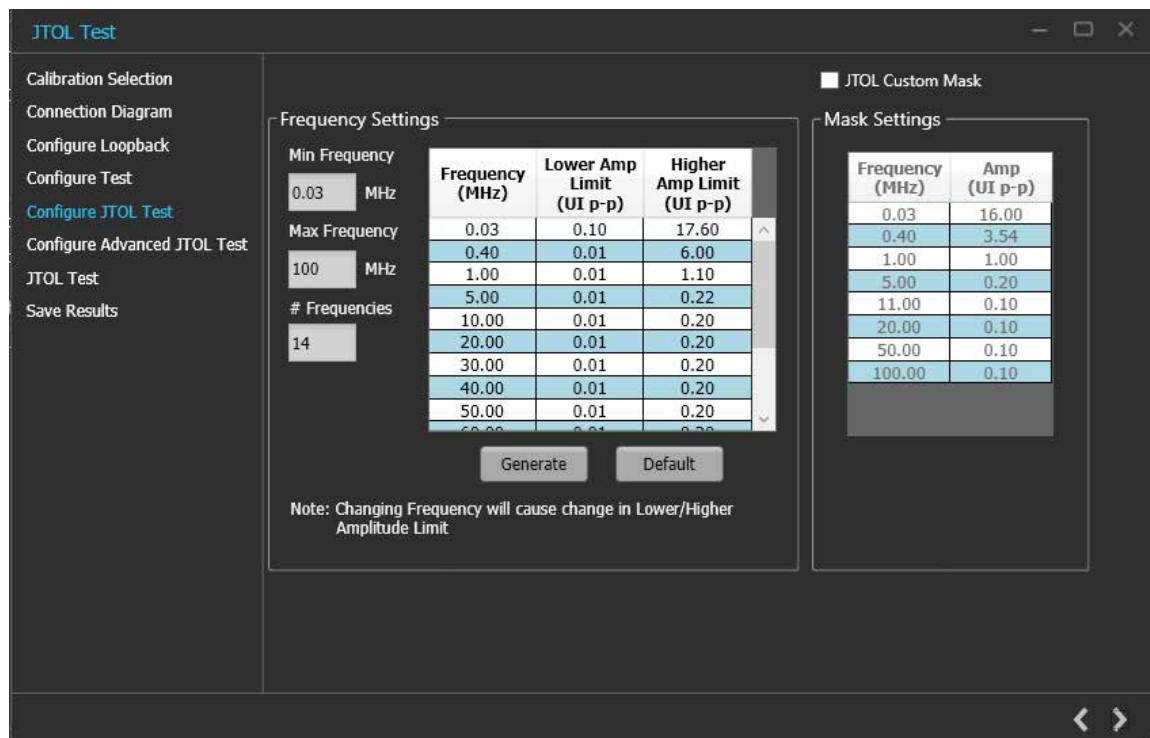 JTOL Test
Calibration Selection
Connection Diagram
Configure Loopback
Configure Test
Configure JTOL Test
Configure Advanced JTOL Test
JTOL Test
Save Results
JTOL Custom Mask
Frequency Settings
Min Frequency
0.03 MHz
Max Frequency
100 MHz
# Frequencies
14
Frequency (MHz) Lower Amp Limit (UI p-p) Higher Amp Limit (UI p-p)
0.03 0.10 17.60
0.40 0.01 6.00
1.00 0.01 1.10
5.00 0.01 0.22
10.00 0.01 0.20
20.00 0.01 0.20
30.00 0.01 0.20
40.00 0.01 0.20
50.00 0.01 0.20
Generate Default
Note: Changing Frequency will cause change in Lower/Higher
Amplitude Limit
Mask Settings
Frequency (MHz) Amp (UI p-p)
0.03 16.00
0.40 3.54
1.00 1.00
5.00 0.20
11.00 0.10
20.00 0.10
50.00 0.10
100.00 0.10